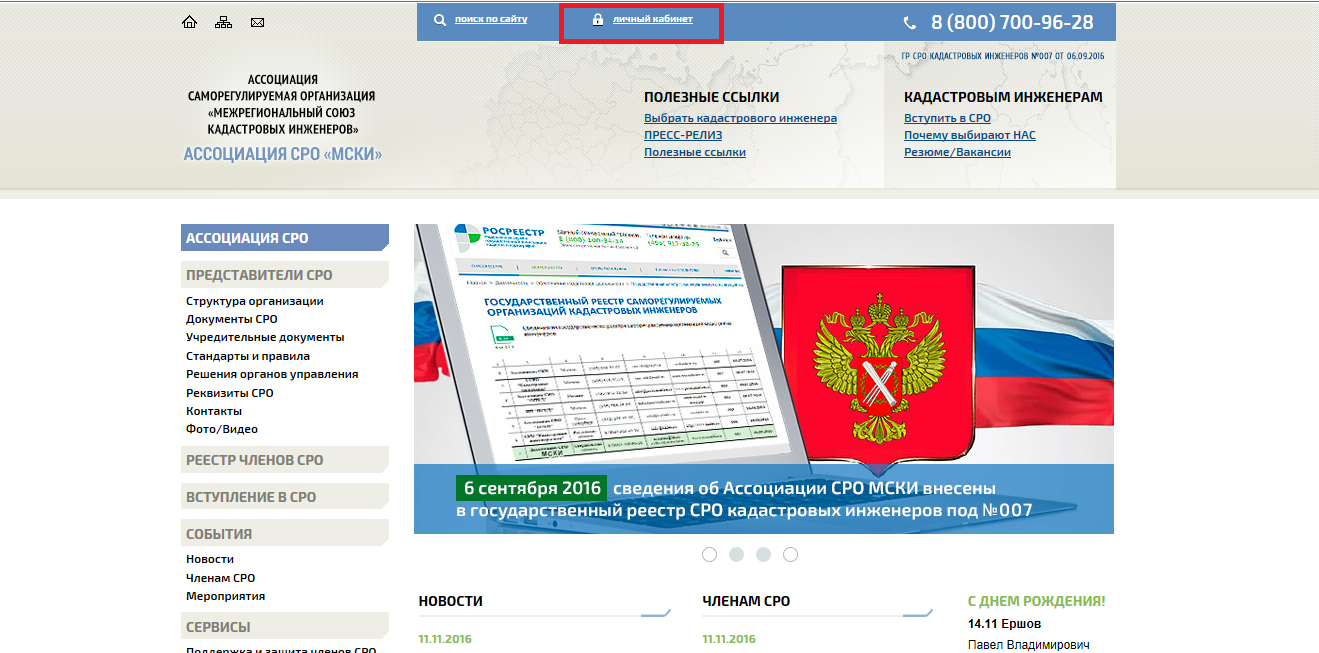 поиск по сайту
личный кабинет
8 (800) 700-96-28
ГР СРО КАДАСТРОВЫХ ИНЖЕНЕРОВ №007 ОТ 06.09.2016
АССОЦИАЦИЯ
САМОРЕГУЛИРУЕМАЯ ОРГАНИЗАЦИЯ
«МЕЖРЕГИОНАЛЬНЫЙ СОЮЗ
КАДАСТРОВЫХ ИНЖЕНЕРОВ»
АССОЦИАЦИЯ СРО «МСКИ»
ПОЛЕЗНЫЕ ССЫЛКИ
Выбрать кадастрового инженера
ПРЕСС-РЕЛИЗ
Полезные ссылки
КАДАСТРОВЫМ ИНЖЕНЕРАМ
Вступить в СРО
Почему выбирают НАС
Резюме/Вакансии
АССОЦИАЦИЯ СРО
ПРЕДСТАВИТЕЛИ СРО
Структура организации
Документы СРО
Учредительные документы
Стандарты и правила
Решения органов управления
Реквизиты СРО
Контакты
Фото/Видео
РЕЕСТР ЧЛЕНОВ СРО
ВСТУПЛЕНИЕ В СРО
СОБЫТИЯ
Новости
Членам СРО
Мероприятия
СЕРВИСЫ
Поддержка и защита членов СРО
РОСРЕЕСТР
ГОСУДАРСТВЕННЫЙ РЕЕСТР САМОРЕГУЛИРУЕМЫХ
ОРГАНИЗАЦИЙ КАДАСТРОВЫХ ИНЖЕНЕРОВ
МСКИ
6 сентября 2016 сведения об Ассоциации СРО МСКИ внесены
в государственный реестр СРО кадастровых инженеров под №007
НОВОСТИ
11.11.2016
ЧЛЕНАМ СРО
11.11.2016
С ДНЕМ РОЖДЕНИЯ!
14.11 Ершов
Павел Владимирович